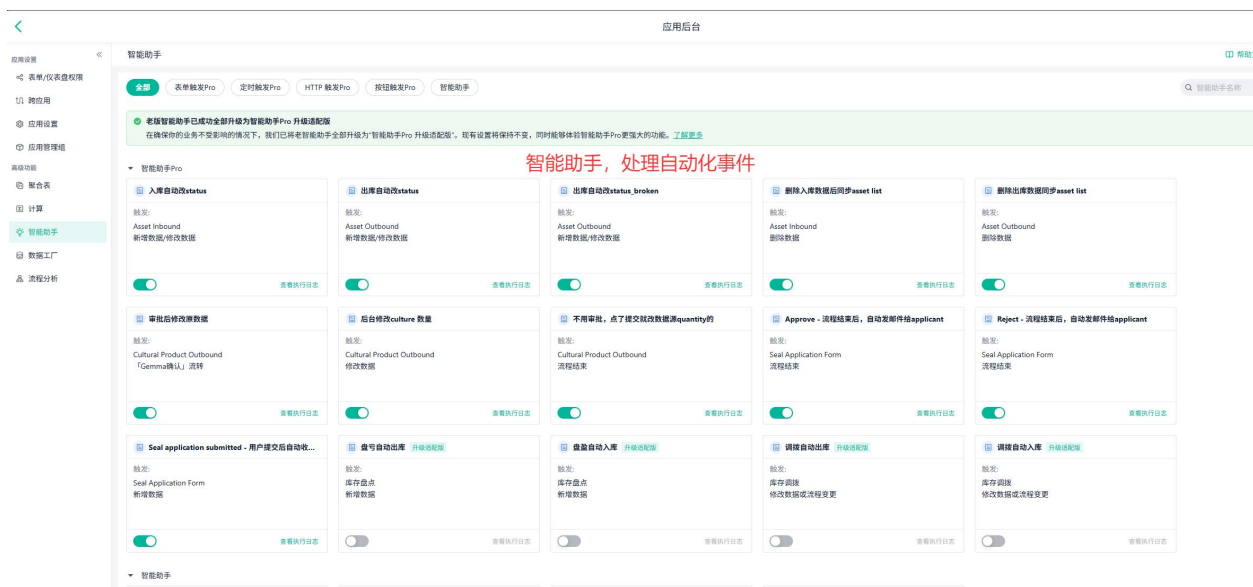 应用后台
应用设置
智能助手
帮助
表单/仪表盘权限
跨应用
应用设置
应用管理组
高级功能
聚合表
计算
智能助手
数据工厂
流程分析
全部 表单触发Pro 定时触发Pro HTTP 触发Pro 按钮触发Pro 智能助手
智能助手名称
老版智能助手已成功全部升级为智能助手Pro 升级适配版
在确保你的业务不受影响的情况下，我们已将老智能助手全部升级为“智能助手Pro 升级适配版”。现有设置将保持不变，同时能够体验智能助手Pro更强大的功能。了解更多
智能助手，处理自动化事件
智能助手Pro
入库自动改status
触发:
Asset Inbound
新增数据/修改数据
查看执行日志
出库自动改status
触发:
Asset Outbound
新增数据/修改数据
查看执行日志
出库自动改status_broken
触发:
Asset Outbound
新增数据/修改数据
查看执行日志
删除入库数据后同步asset list
触发:
Asset Inbound
删除数据
查看执行日志
删除出库数据同步asset list
触发:
Asset Outbound
删除数据
查看执行日志
审批后修改原数据
触发:
Cultural Product Outbound
「Gemma确认」流转
查看执行日志
后台修改culture 数量
触发:
Cultural Product Outbound
修改数据
查看执行日志
不用审批，点了提交就改数据源quantity的
触发:
Cultural Product Outbound
流程结束
查看执行日志
Approve - 流程结束后，自动发邮件给applicant
触发:
Seal Application Form
流程结束
查看执行日志
Reject - 流程结束后，自动发邮件给applicant
触发:
Seal Application Form
流程结束
查看执行日志
Seal application submitted - 用户提交后自动收...
触发:
Seal Application Form
新增数据
查看执行日志
盘亏自动出库 升级适配版
触发:
库存盘点
新增数据
查看执行日志
盘盈自动入库 升级适配版
触发:
库存盘点
新增数据
查看执行日志
调拨自动出库 升级适配版
触发:
库存调拨
修改数据或流程变更
查看执行日志
调拨自动入库 升级适配版
触发:
库存调拨
修改数据或流程变更
查看执行日志
智能助手